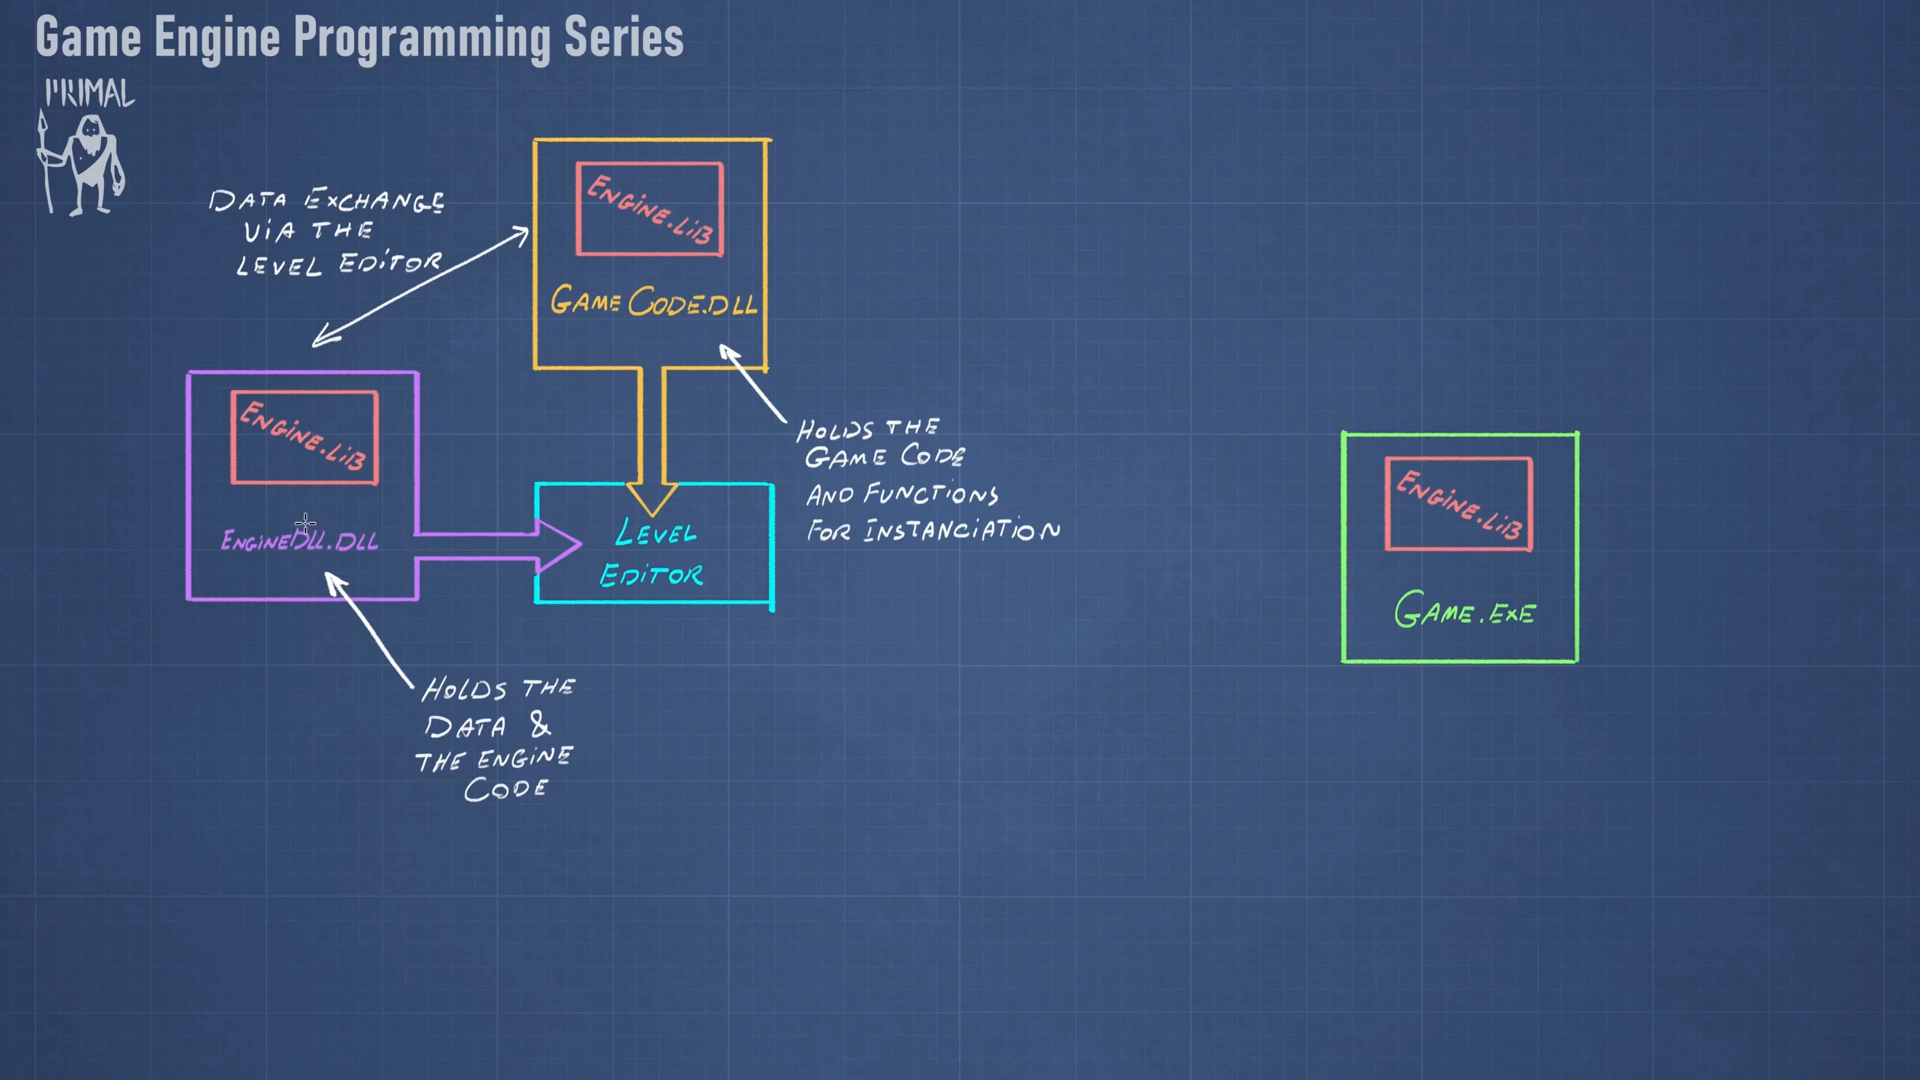 Game Engine Programming Series
PRIMAL
DATA EXCHANGE
VIA THE
LEVEL EDITOR
ENGINE.LIB
GAME CODE.DLL
ENGINE.LIB
ENGINEDLL.DLL
LEVEL
EDITOR
HOLDS THE
GAME CODE
AND FUNCTIONS
FOR INSTANCIATION
HOLDS THE
DATA &
THE ENGINE
CODE
ENGINE.LIB
GAME.EXE